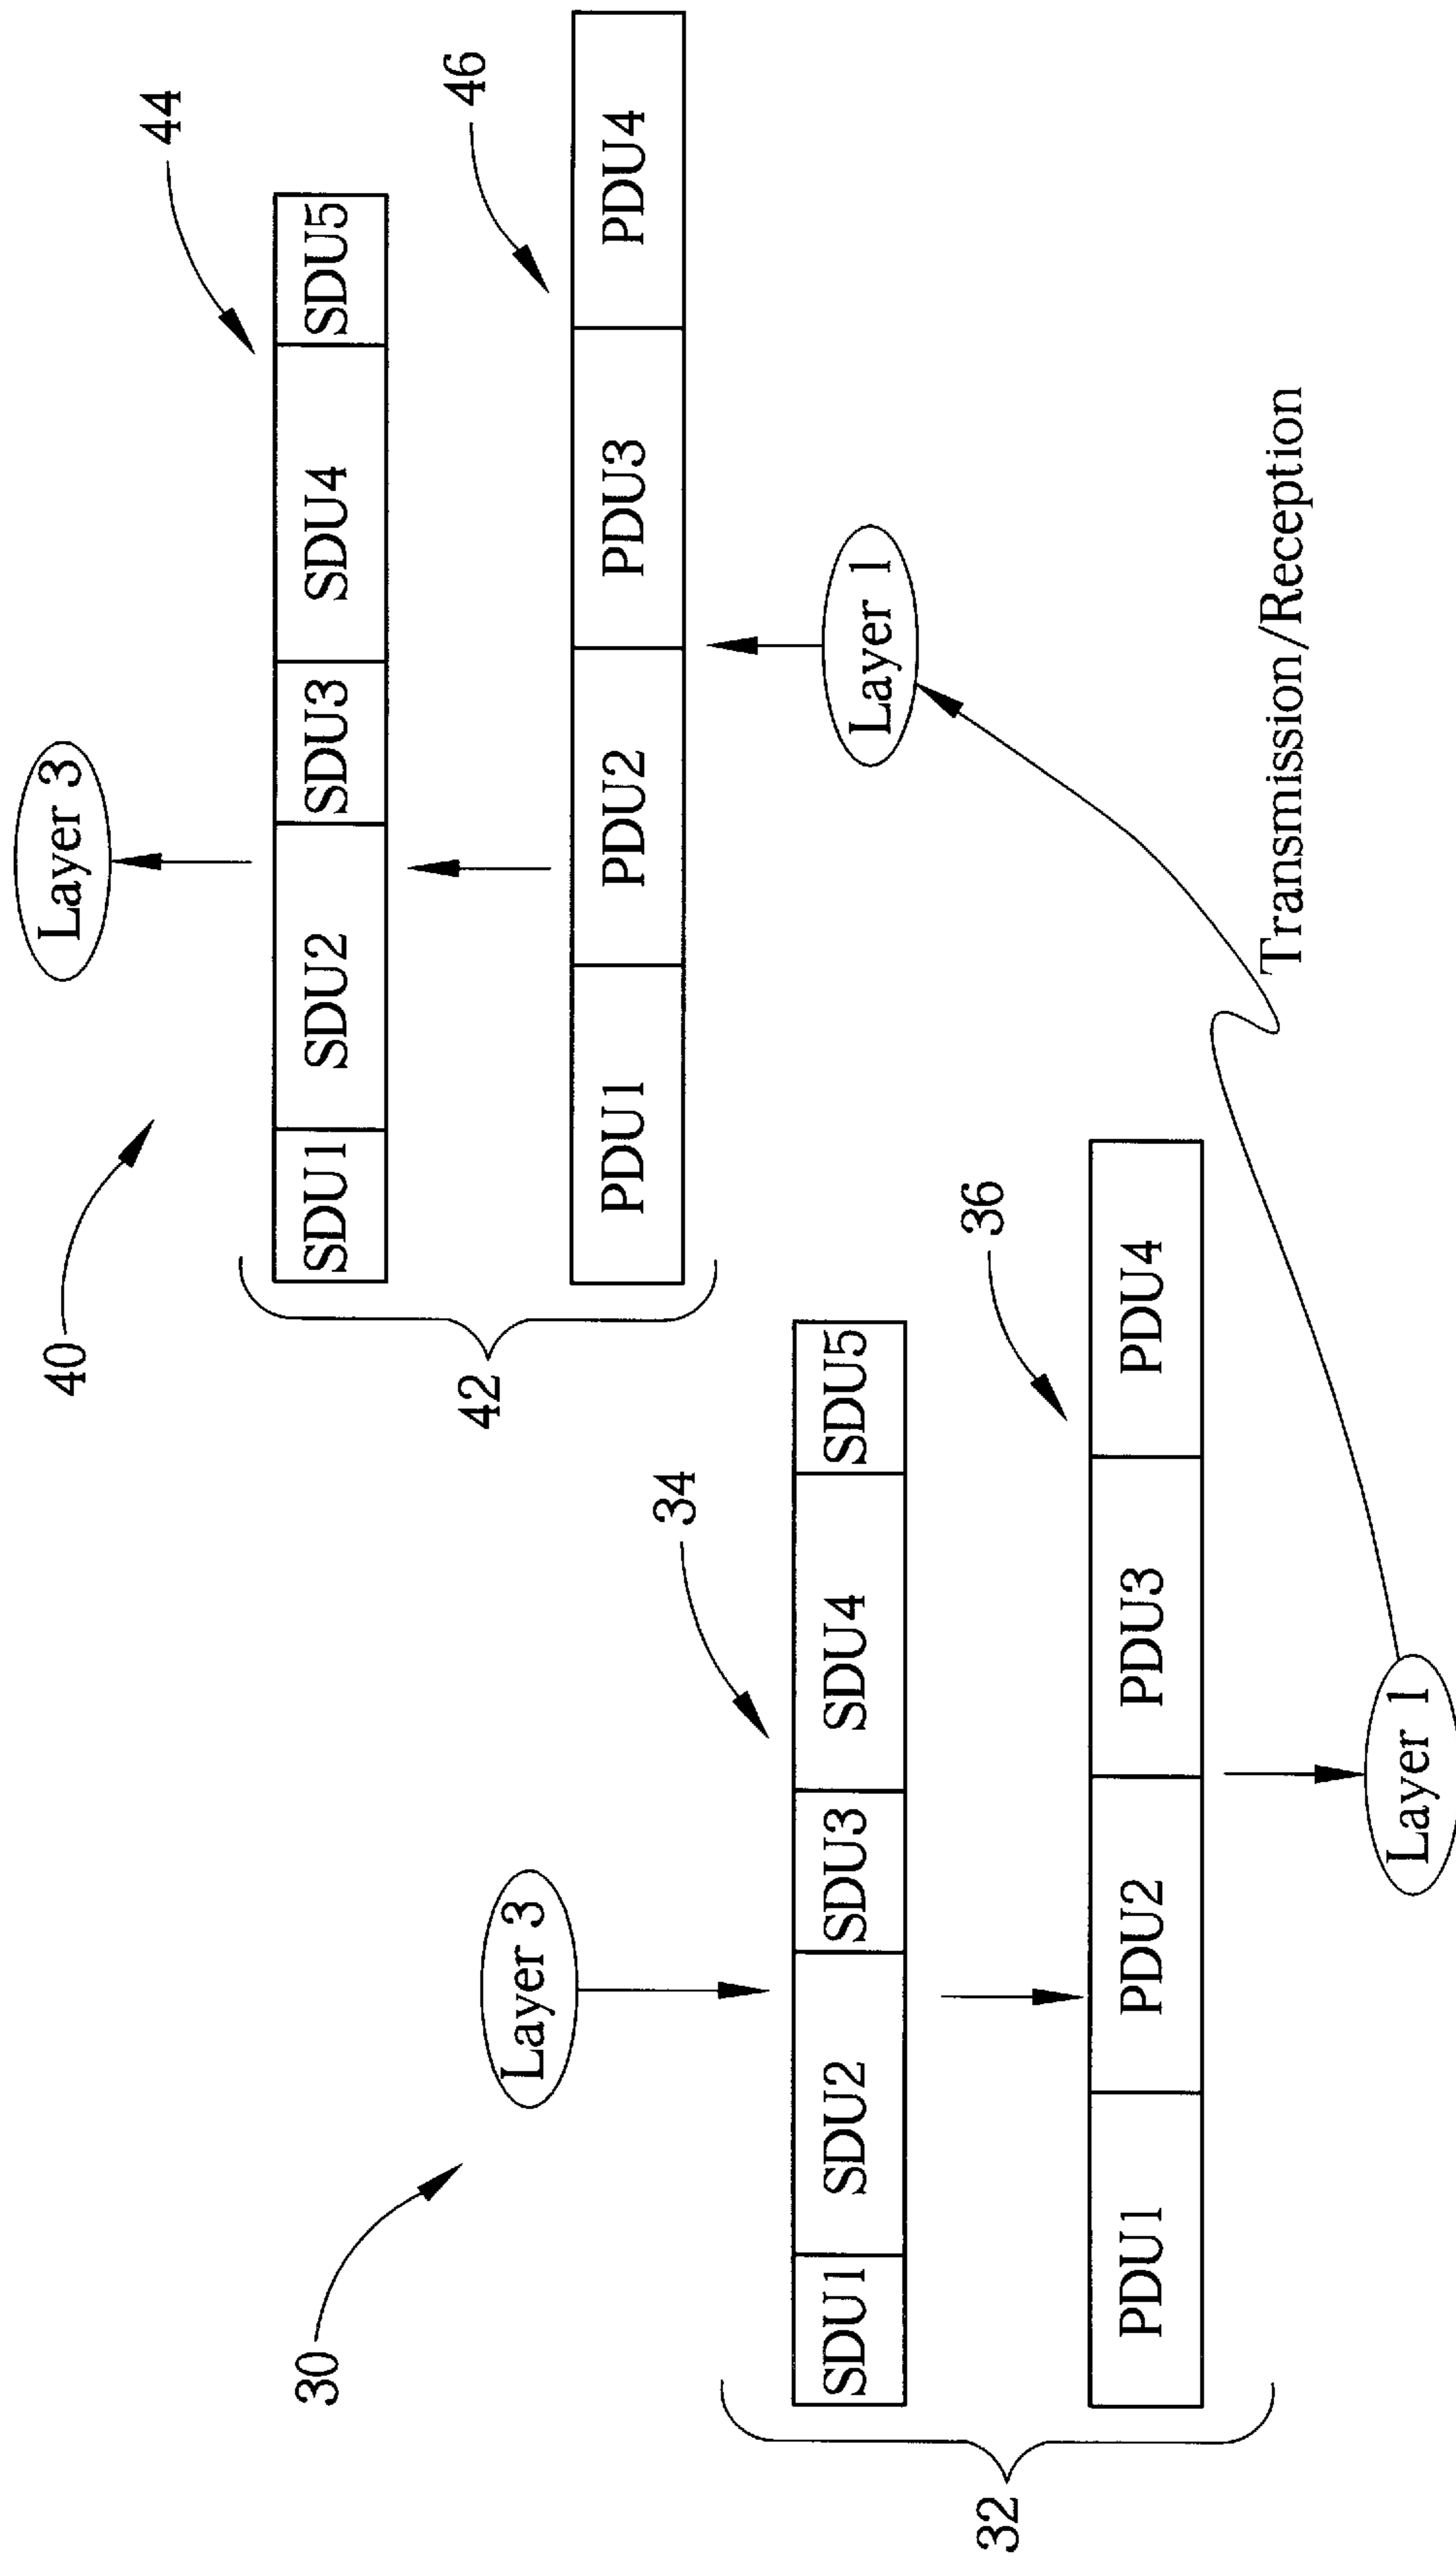 30
Layer 3
34
SDU1 SDU2 SDU3 SDU4 SDU5
32
36
PDU1 PDU2 PDU3 PDU4
Layer 1
Transmission/Reception
40
Layer 3
44
SDU1 SDU2 SDU3 SDU4 SDU5
42
46
PDU1 PDU2 PDU3 PDU4
Layer 1